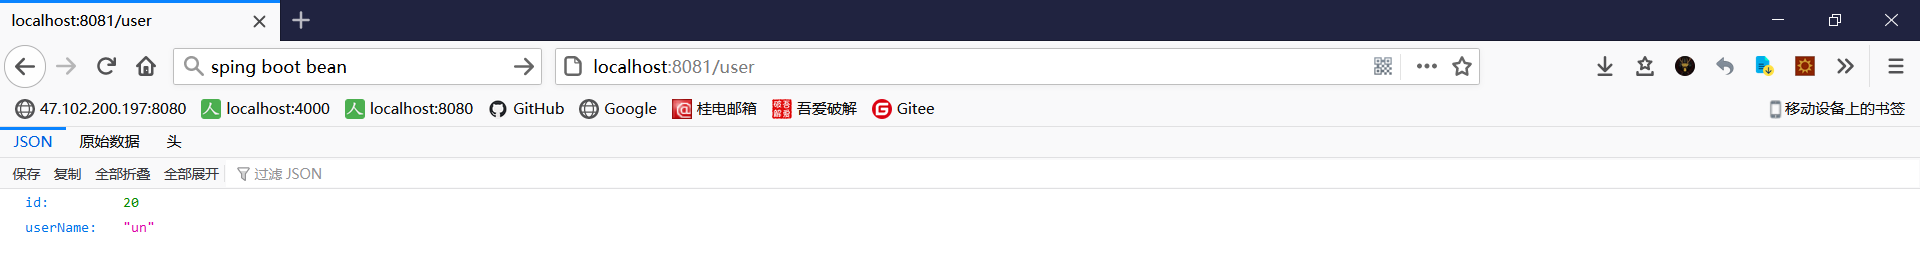 localhost:8081/user
sping boot bean localhost:8081/user
47.102.200.197:8080 localhost:4000 localhost:8080 GitHub Google 桂电邮箱 吾爱破解 Gitee 移动设备上的书签
JSON 原始数据 头
保存 复制 全部折叠 全部展开 过滤 JSON
id: 20
userName: "un"